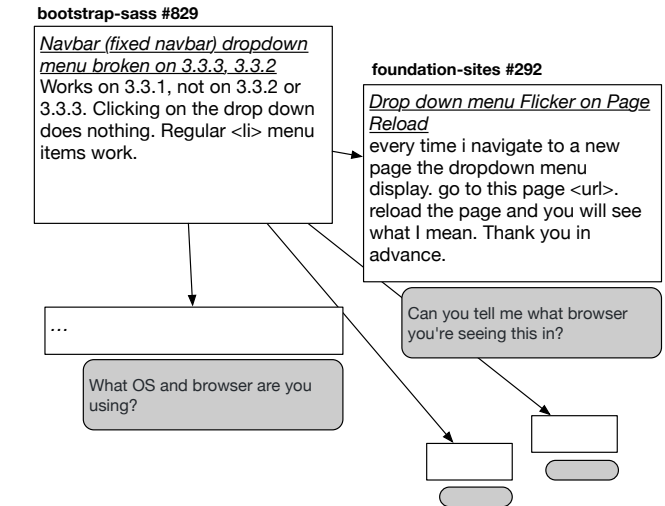 bootstrap-sass #829
Navbar (fixed navbar) dropdown
menu broken on 3.3.3, 3.3.2
Works on 3.3.1, not on 3.3.2 or
3.3.3. Clicking on the drop down
does nothing. Regular <li> menu
items work.
foundation-sites #292
Drop down menu Flicker on Page
Reload
every time i navigate to a new
page the dropdown menu
display. go to this page <url>.
reload the page and you will see
what I mean. Thank you in
advance.
Can you tell me what browser
you're seeing this in?
...
What OS and browser are you
using?